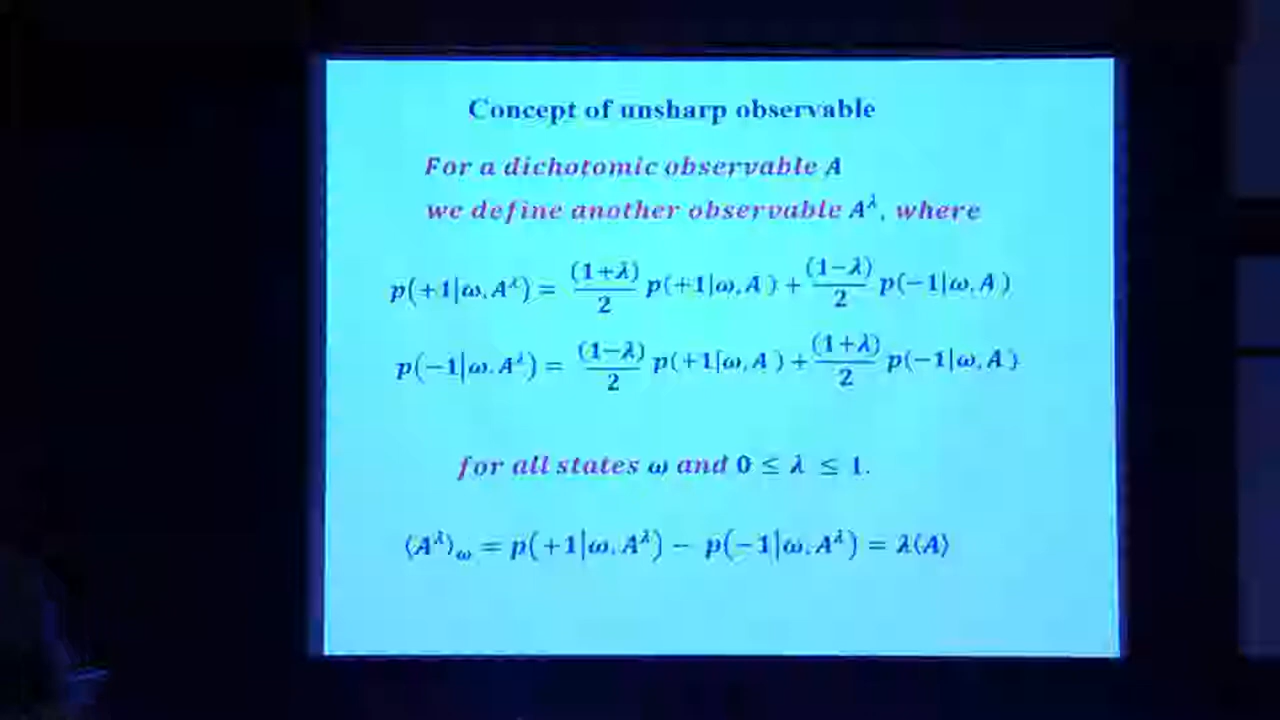 Concept of unsharp observable
For a dichotomic observable A
we define another observable A^λ, where
p(+1|ω, A^λ) = (1+λ)/2 p(+1|ω, A) + (1−λ)/2 p(−1|ω, A)
p(−1|ω, A^λ) = (1−λ)/2 p(+1|ω, A) + (1+λ)/2 p(−1|ω, A)
for all states ω and 0 ≤ λ ≤ 1.
⟨A^λ⟩_ω = p(+1|ω, A^λ) − p(−1|ω, A^λ) = λ⟨A⟩